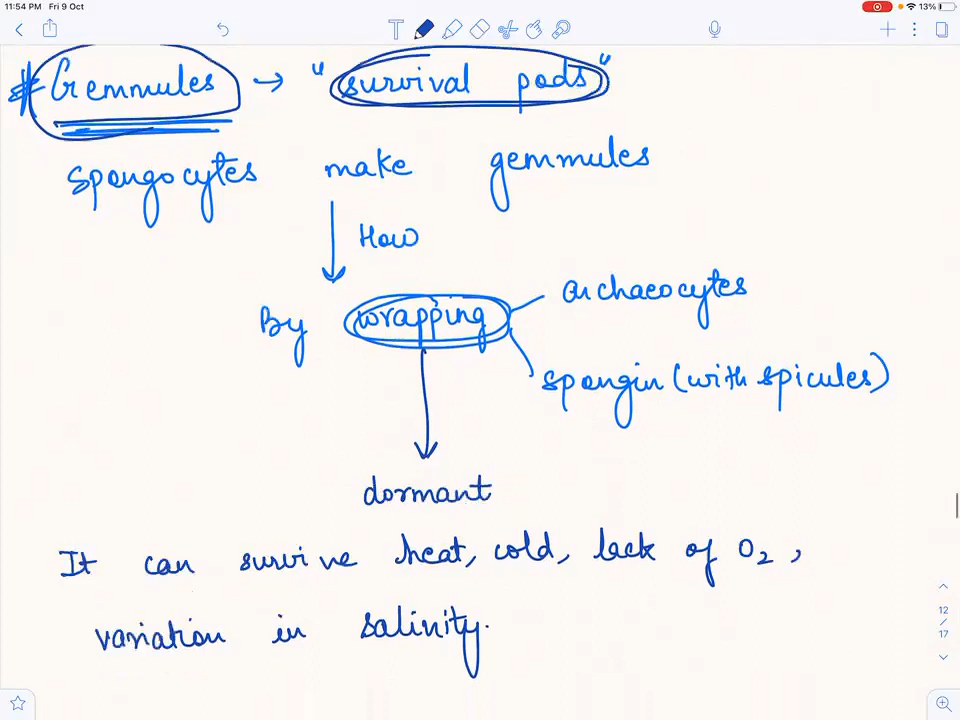 11:54 PM Fri 9 Oct
13%
# Gemmules → "survival pods"
spongocytes make gemmules
How
By wrapping archaeocytes
spongin (with spicules)
dormant
It can survive heat, cold, lack of O2,
variation in salinity.
12
/
17